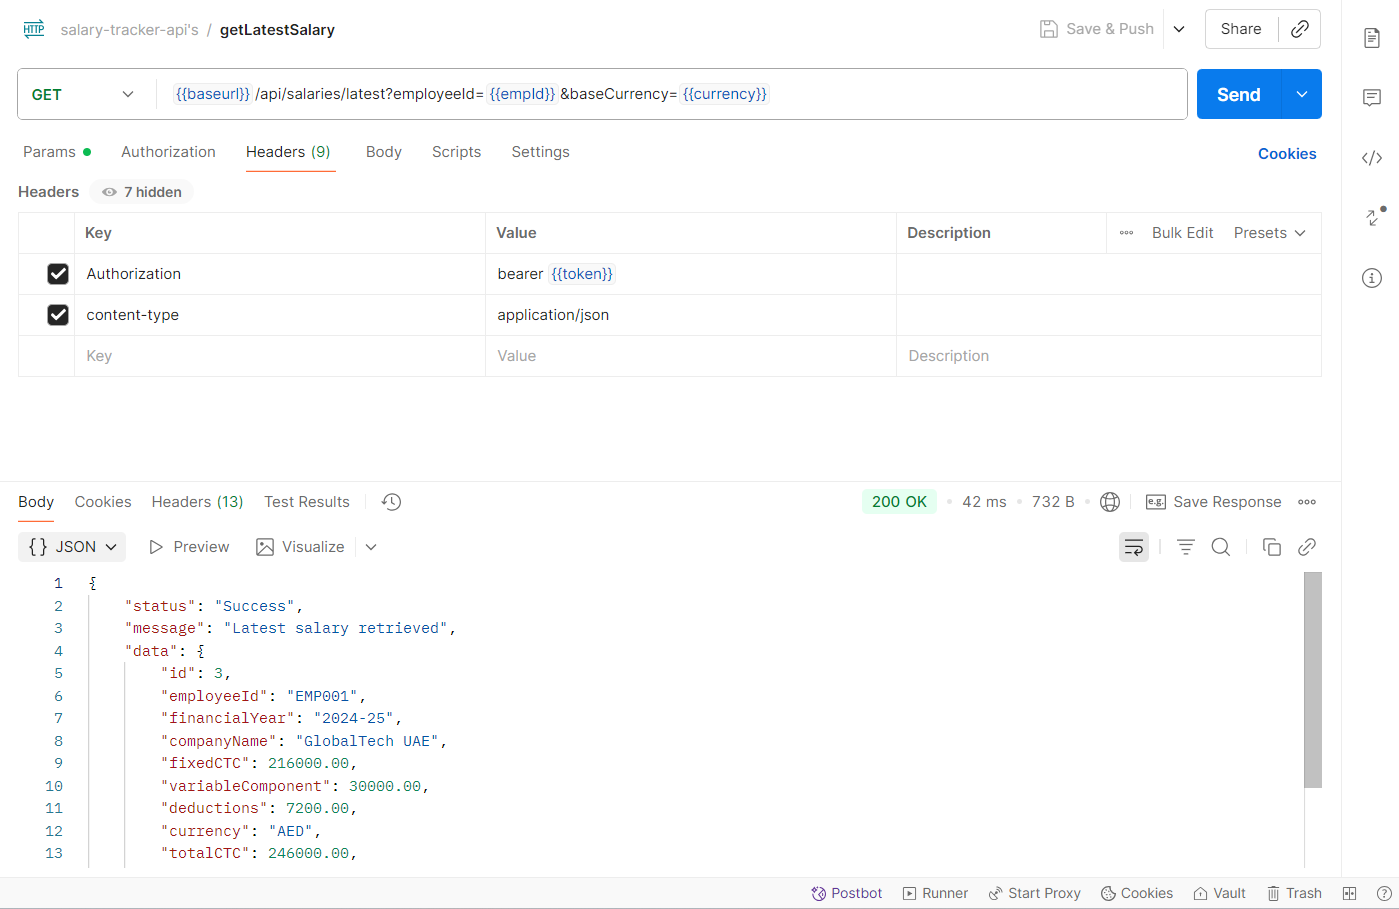 HTTP salary-tracker-api's / getLatestSalary Save & Push Share
GET {{baseurl}} /api/salaries/latest?employeeId= {{empId}} &baseCurrency= {{currency}} Send
Params Authorization Headers (9) Body Scripts Settings Cookies
Headers 7 hidden
Key Value Description Bulk Edit Presets
Authorization bearer {{token}}
content-type application/json
Key Value Description
Body Cookies Headers (13) Test Results 200 OK 42 ms 732 B e.g. Save Response
{} JSON Preview Visualize
1 {
2 "status": "Success",
3 "message": "Latest salary retrieved",
4 "data": {
5 "id": 3,
6 "employeeId": "EMP001",
7 "financialYear": "2024-25",
8 "companyName": "GlobalTech UAE",
9 "fixedCTC": 216000.00,
10 "variableComponent": 30000.00,
11 "deductions": 7200.00,
12 "currency": "AED",
13 "totalCTC": 246000.00,
Postbot Runner Start Proxy Cookies Vault Trash